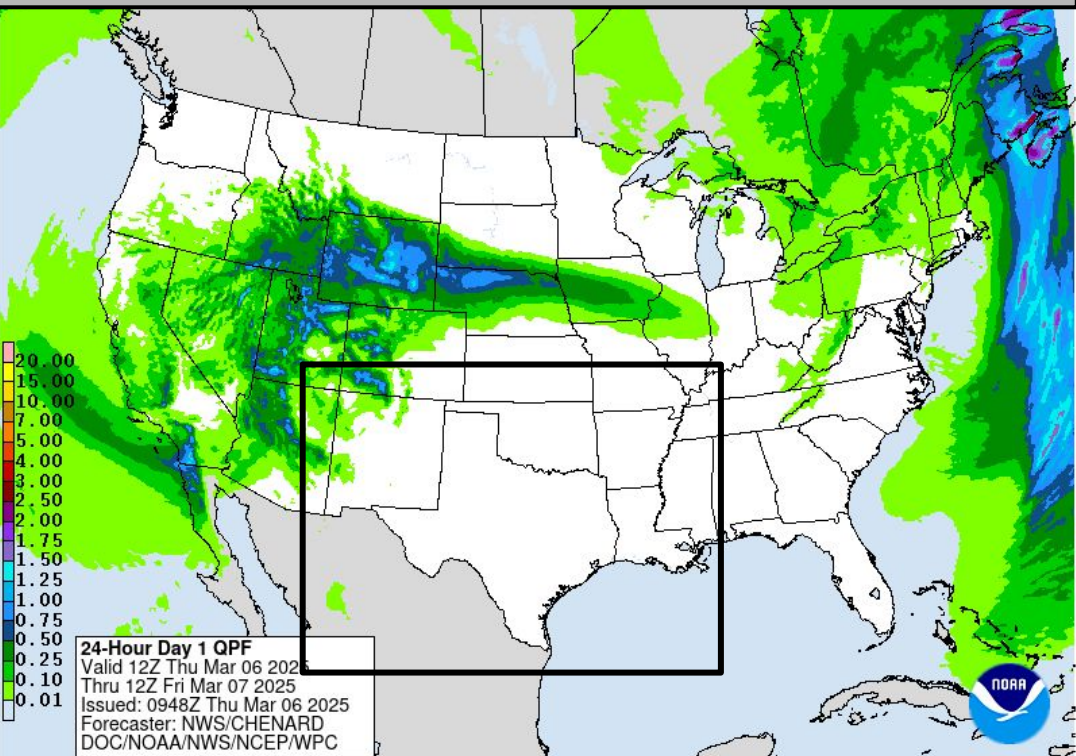 20.00
15.00
10.00
7.00
5.00
4.00
3.00
2.50
2.00
1.75
1.50
1.25
1.00
0.75
0.50
0.25
0.10
0.01
24-Hour Day 1 QPF
Valid 12Z Thu Mar 06 2025
Thru 12Z Fri Mar 07 2025
Issued: 0948Z Thu Mar 06 2025
Forecaster: NWS/CHENARD
DOC/NOAA/NWS/NCEP/WPC
NOAA